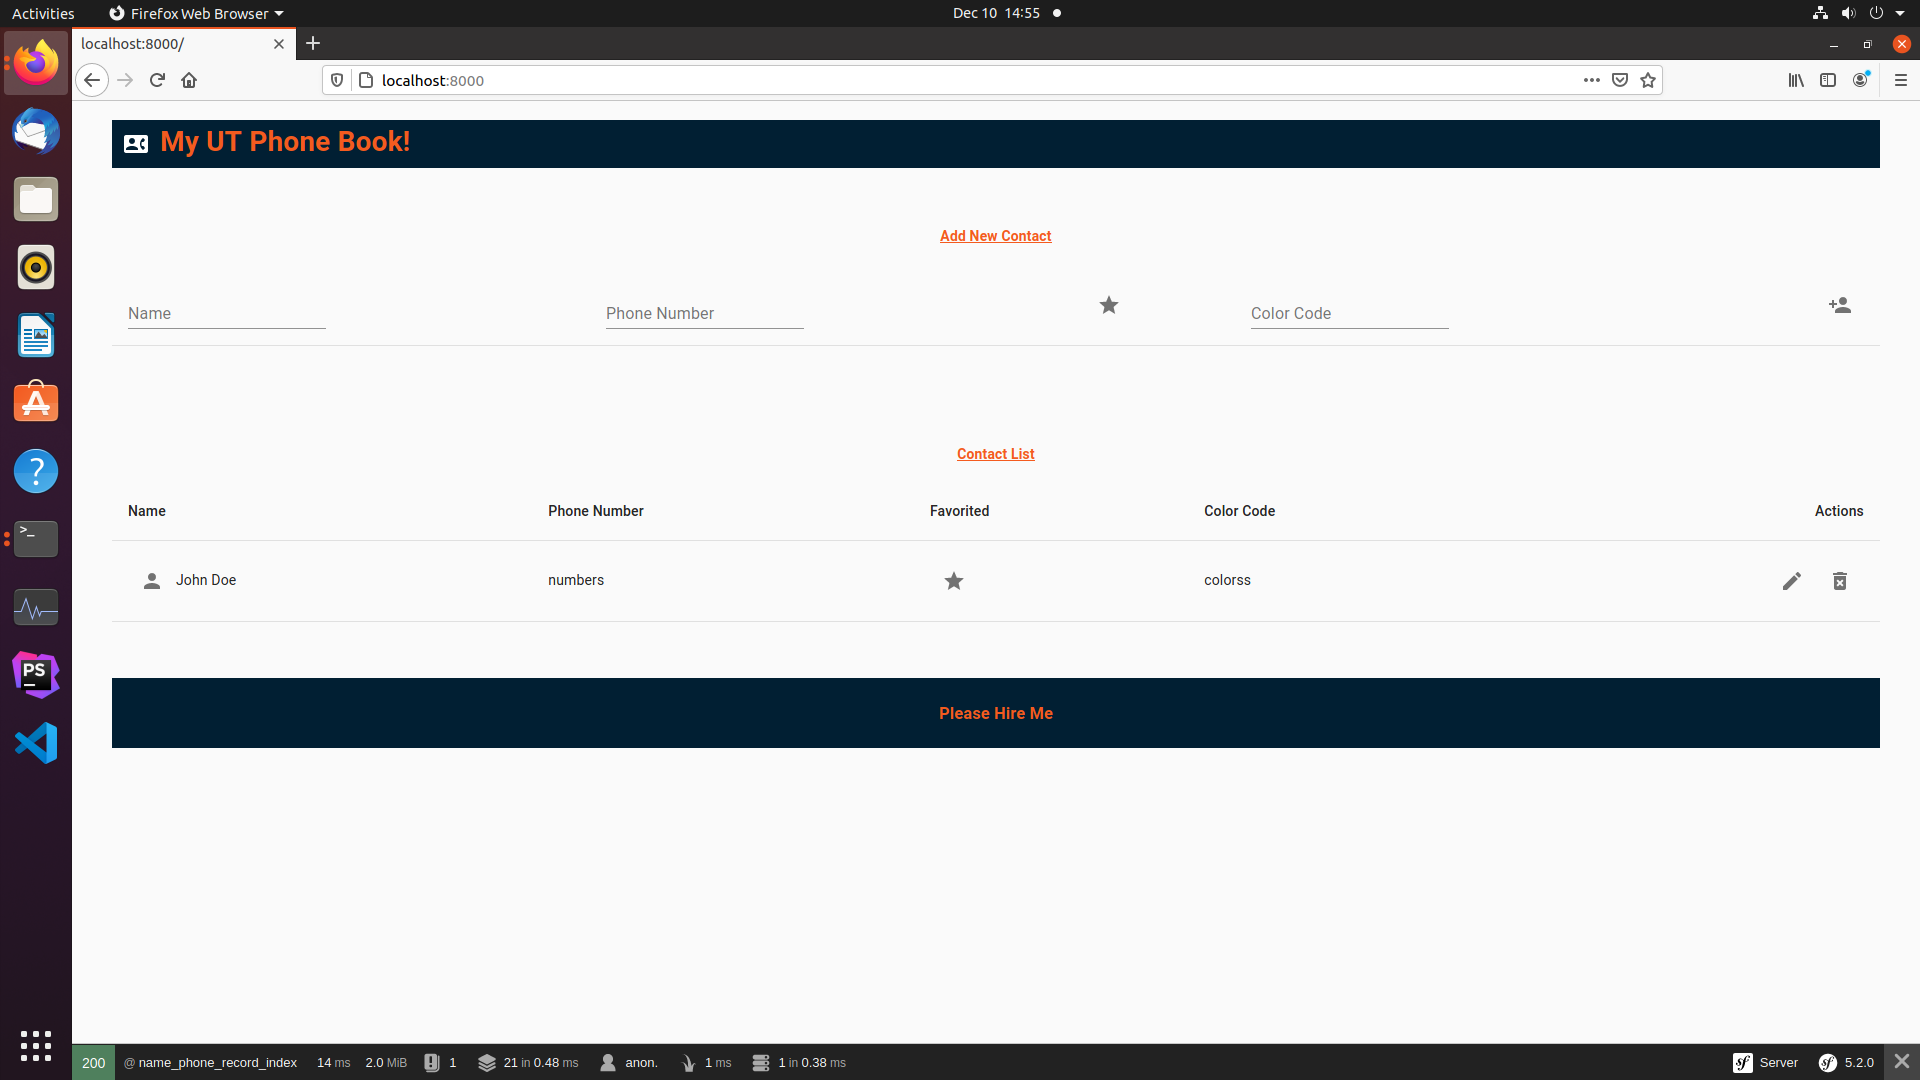 Activities Firefox Web Browser Dec 10 14:55
localhost:8000/
localhost:8000
My UT Phone Book!
Add New Contact
Name Phone Number Color Code
Contact List
Name Phone Number Favorited Color Code Actions
John Doe numbers colorss
>_
PS
Please Hire Me
200 @ name_phone_record_index 14 ms 2.0 MiB 1 21 in 0.48 ms anon. 1 ms 1 in 0.38 ms sf Server sf 5.2.0